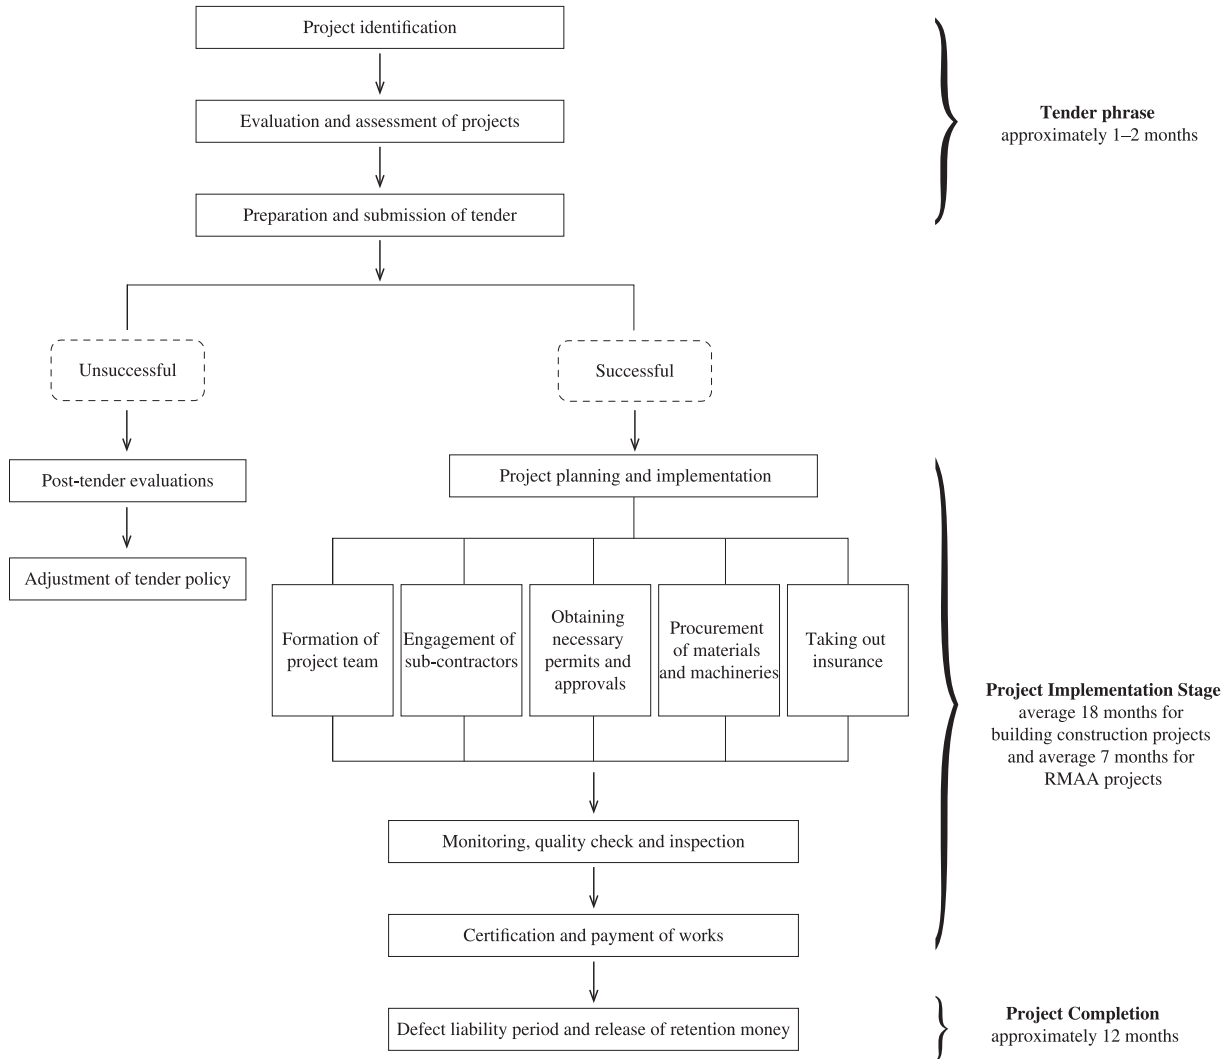 Project identification
Evaluation and assessment of projects
Tender phrase
approximately 1–2 months
Preparation and submission of tender
Unsuccessful
Successful
Post-tender evaluations
Adjustment of tender policy
Project planning and implementation
Formation of
project team
Engagement of
sub-contractors
Obtaining
necessary
permits and
approvals
Procurement
of materials
and machineries
Taking out
insurance
Project Implementation Stage
average 18 months for
building construction projects
and average 7 months for
RMAA projects
Monitoring, quality check and inspection
Certification and payment of works
Defect liability period and release of retention money
Project Completion
approximately 12 months